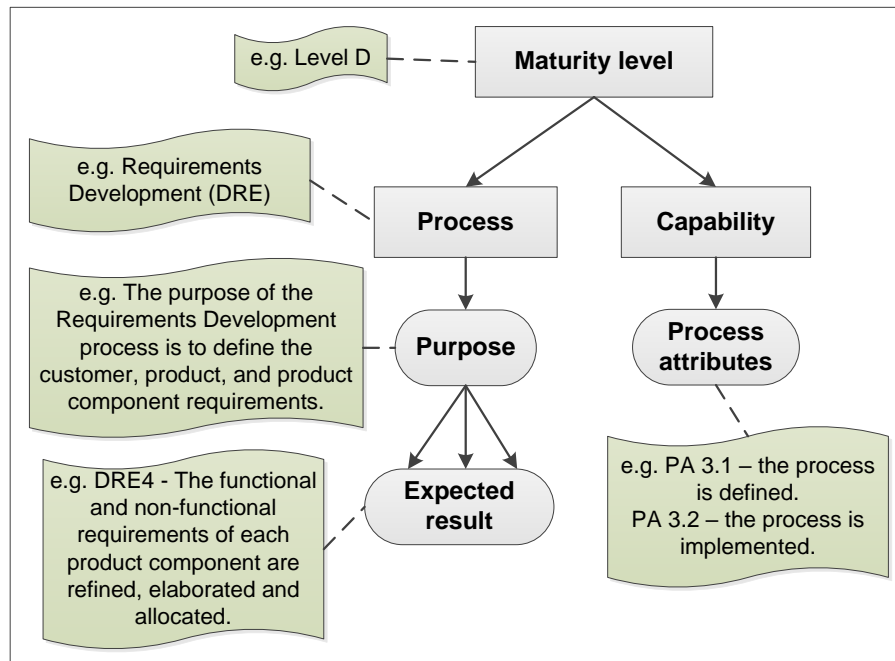 e.g. Level D
Maturity level
e.g. Requirements
Development (DRE)
Process
Capability
e.g. The purpose of the
Requirements Development
process is to define the
customer, product, and product
component requirements.
Purpose
Process
attributes
e.g. DRE4 - The functional
and non-functional
requirements of each
product component are
refined, elaborated and
allocated.
Expected
result
e.g. PA 3.1 – the process
is defined.
PA 3.2 – the process is
implemented.